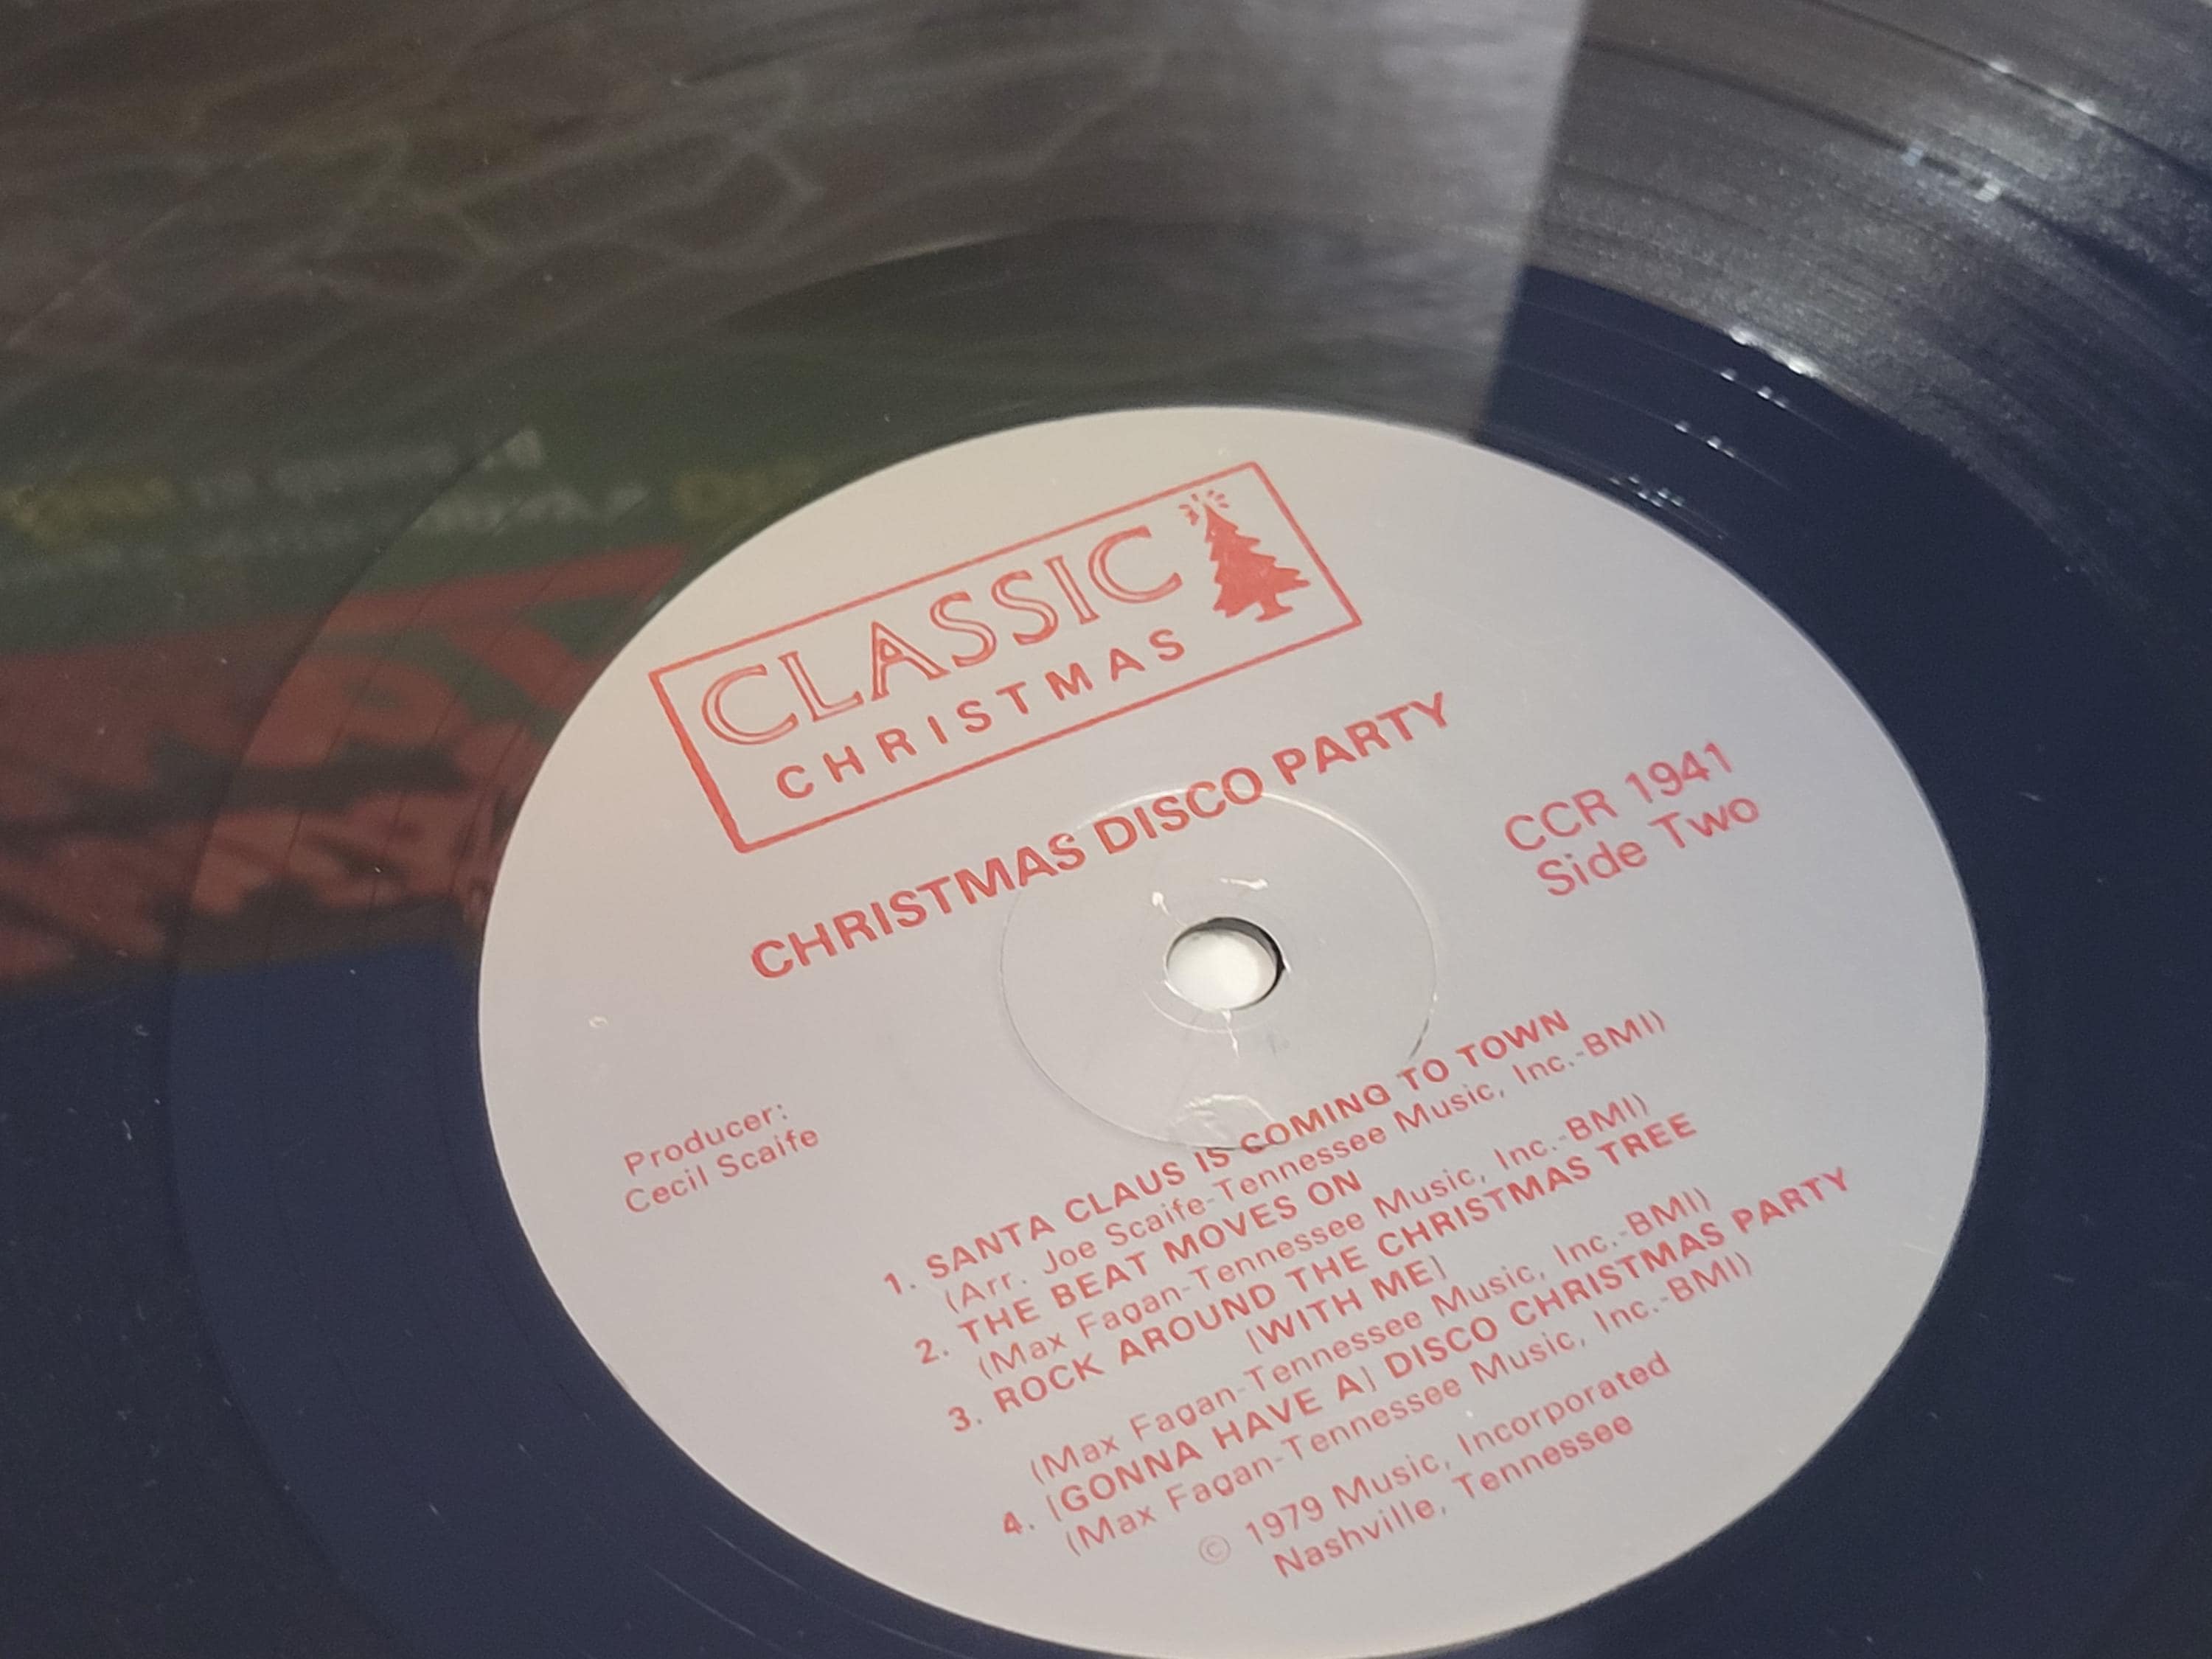 CLASSIC
CHRISTMAS
CHRISTMAS DISCO PARTY
CCR 1941
Side Two
Producer:
Cecil Scaife
1. SANTA CLAUS IS COMING TO TOWN
(Arr. Joe Scaife-Tennessee Music, Inc.-BMI)
2. THE BEAT MOVES ON
(Max Fagan-Tennessee Music, Inc.-BMI)
3. ROCK AROUND THE CHRISTMAS TREE
[WITH ME]
(Max Fagan-Tennessee Music, Inc.-BMI)
4. [GONNA HAVE A] DISCO CHRISTMAS PARTY
(Max Fagan-Tennessee Music, Inc.-BMI)
© 1979 Music, Incorporated
Nashville, Tennessee